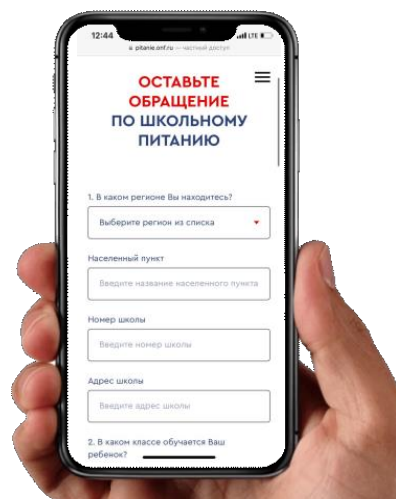 12:44 LTE
pitanie.onf.ru — частный доступ
ОСТАВЬТЕ
ОБРАЩЕНИЕ
ПО ШКОЛЬНОМУ
ПИТАНИЮ
1. В каком регионе Вы находитесь?
Выберите регион из списка
Населенный пункт
Введите название населенного пункта
Номер школы
Введите номер школы
Адрес школы
Введите адрес школы
2. В каком классе обучается Ваш
ребенок?